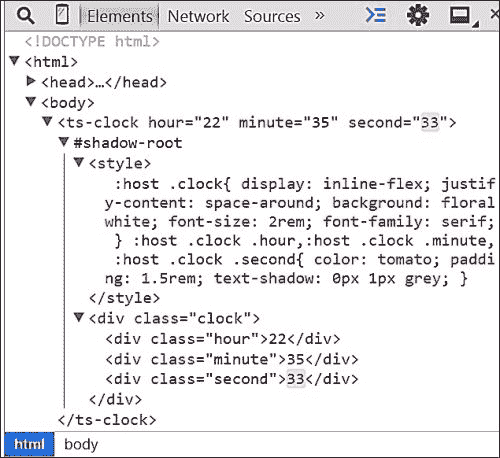 Elements Network Sources »
<!DOCTYPE html>
▼<html>
▶<head>…</head>
▼<body>
▼<ts-clock hour="22" minute="35" second="33">
▼#shadow-root
▼<style>
:host .clock{ display: inline-flex; justif
y-content: space-around; background: floral
white; font-size: 2rem; font-family: serif;
} :host .clock .hour,:host .clock .minute,
:host .clock .second{ color: tomato; paddi
ng: 1.5rem; text-shadow: 0px 1px grey; }
</style>
▼<div class="clock">
<div class="hour">22</div>
<div class="minute">35</div>
<div class="second">33</div>
</div>
</ts-clock>
html body